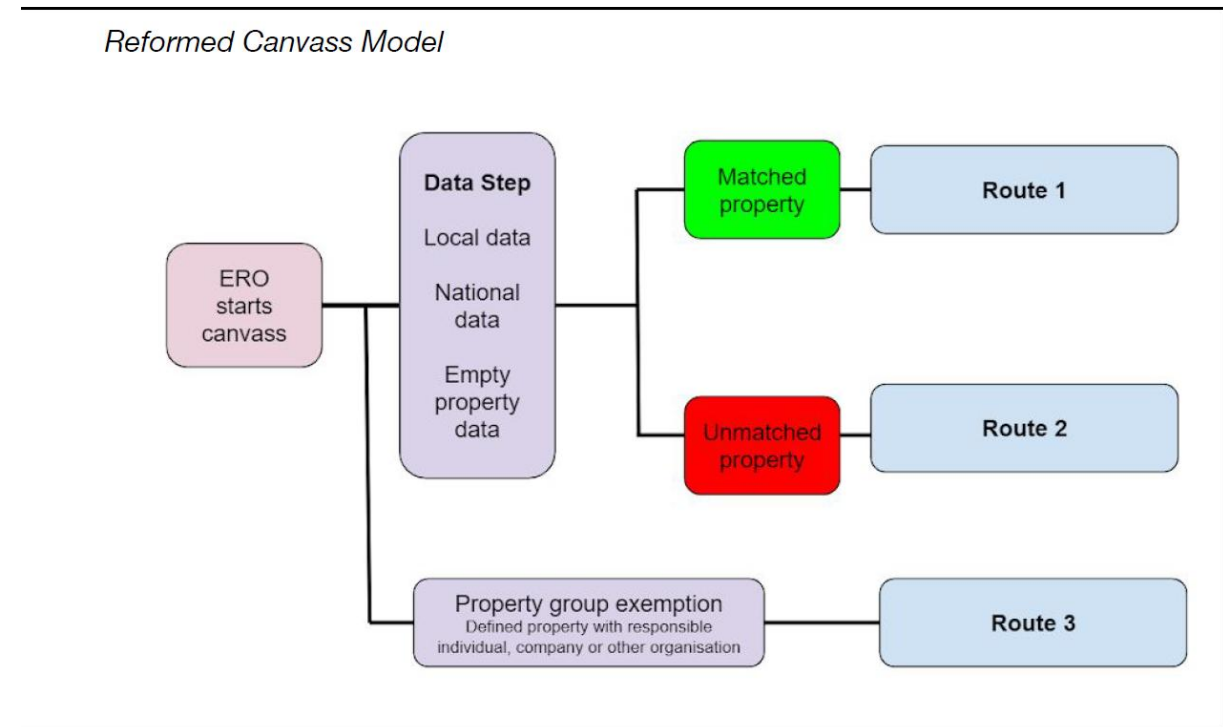 Reformed Canvass Model
ERO
starts
canvass
Data Step
Local data
National
data
Empty
property
data
Matched
property
Route 1
Unmatched
property
Route 2
Property group exemption
Defined property with responsible
individual, company or other organisation
Route 3